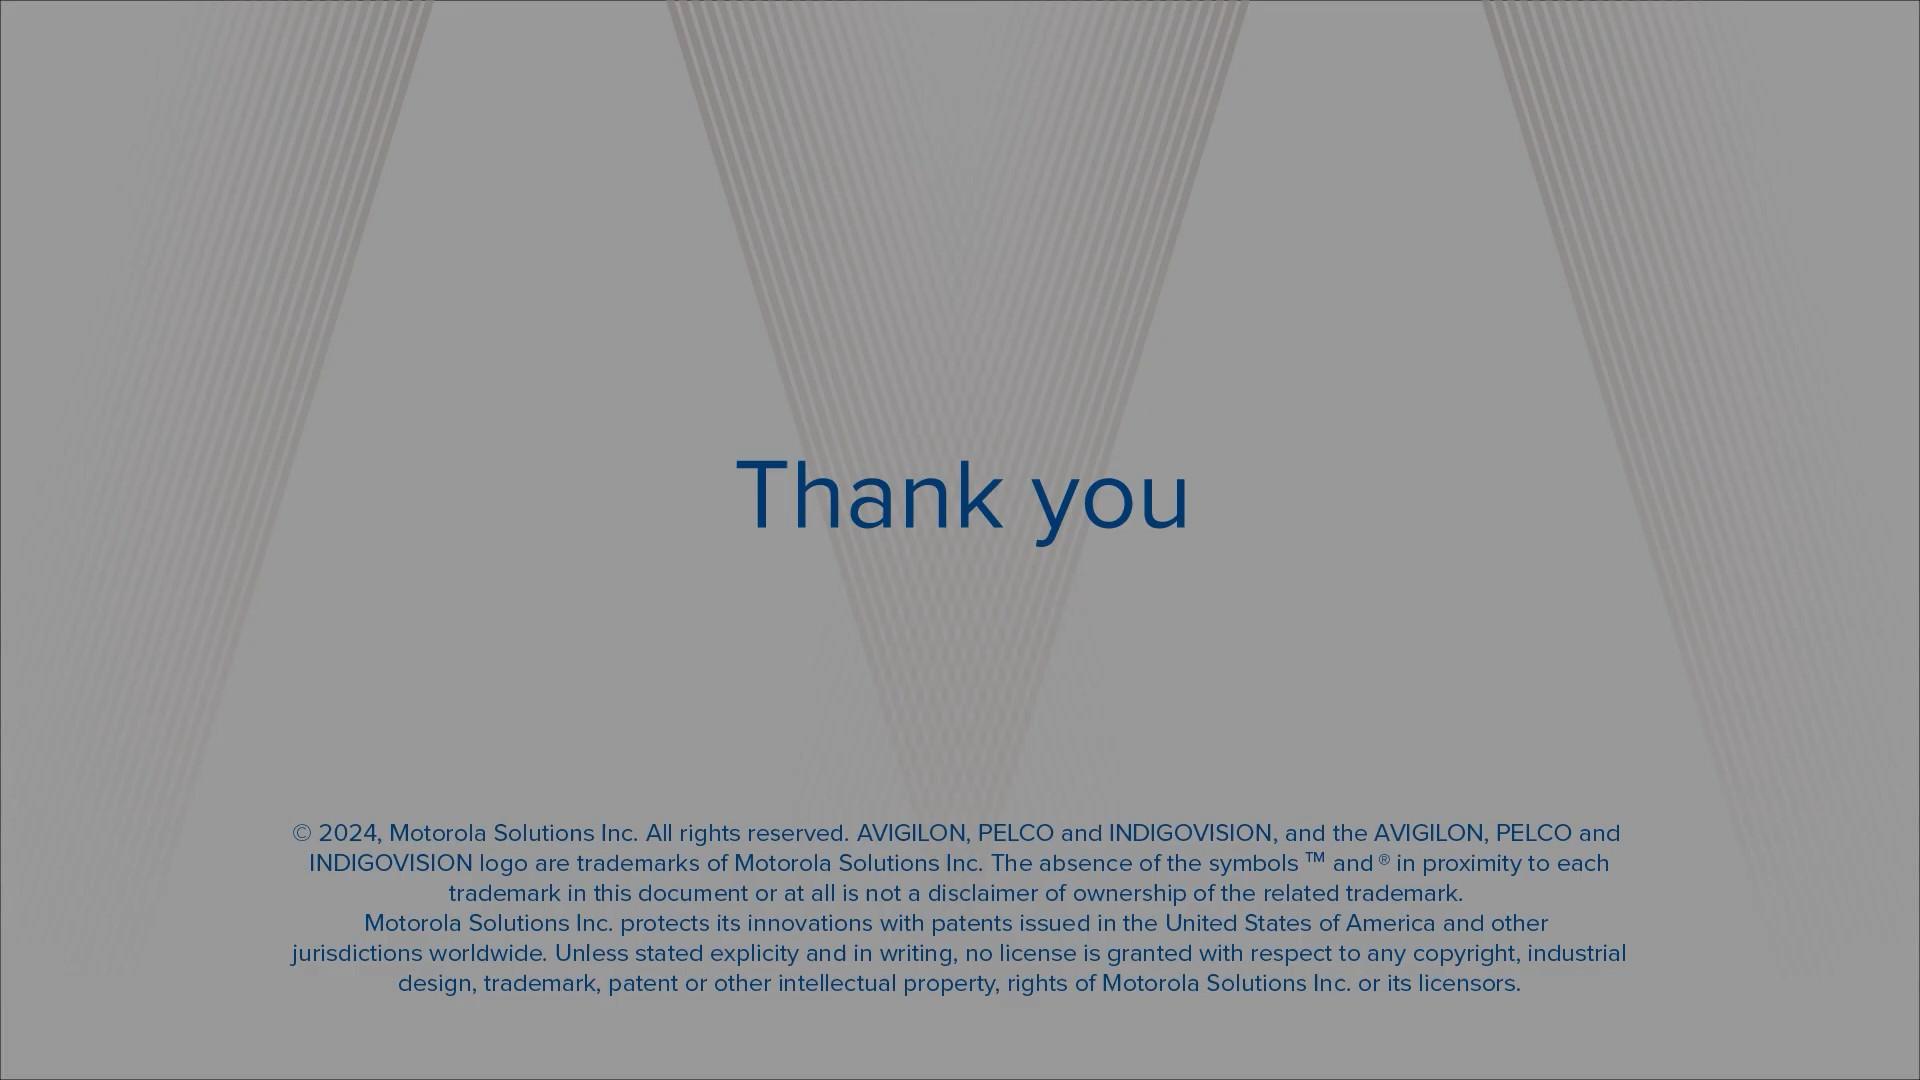 Thank you
© 2024, Motorola Solutions Inc. All rights reserved. AVIGILON, PELCO and INDIGOVISION, and the AVIGILON, PELCO and
INDIGOVISION logo are trademarks of Motorola Solutions Inc. The absence of the symbols ™ and ® in proximity to each
trademark in this document or at all is not a disclaimer of ownership of the related trademark.
Motorola Solutions Inc. protects its innovations with patents issued in the United States of America and other
jurisdictions worldwide. Unless stated explicity and in writing, no license is granted with respect to any copyright, industrial
design, trademark, patent or other intellectual property, rights of Motorola Solutions Inc. or its licensors.